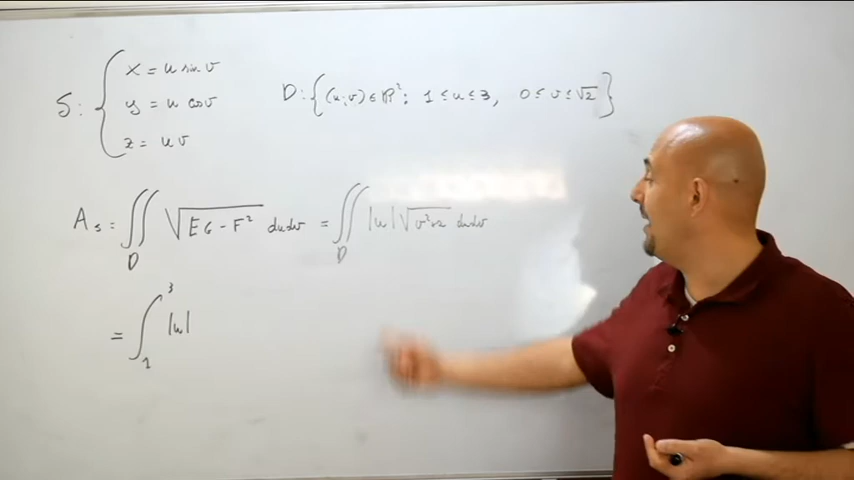 S: { x = u sin v
y = u cos v
z = u v
D: {(u,v) ∈ ℝ²: 1 ≤ u ≤ 3, 0 ≤ v ≤ √2}
A_S = ∬_D √(EG - F²) du dv = ∬_D |u| √(v²+2) du dv
= ∫_1^3 |u|